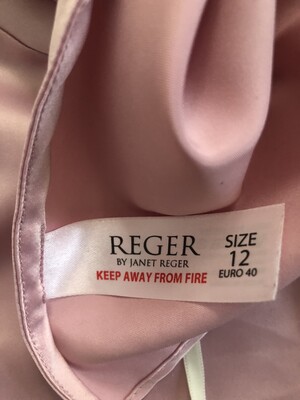 REGER
BY JANET REGER
KEEP AWAY FROM FIRE
SIZE
12
EURO 40